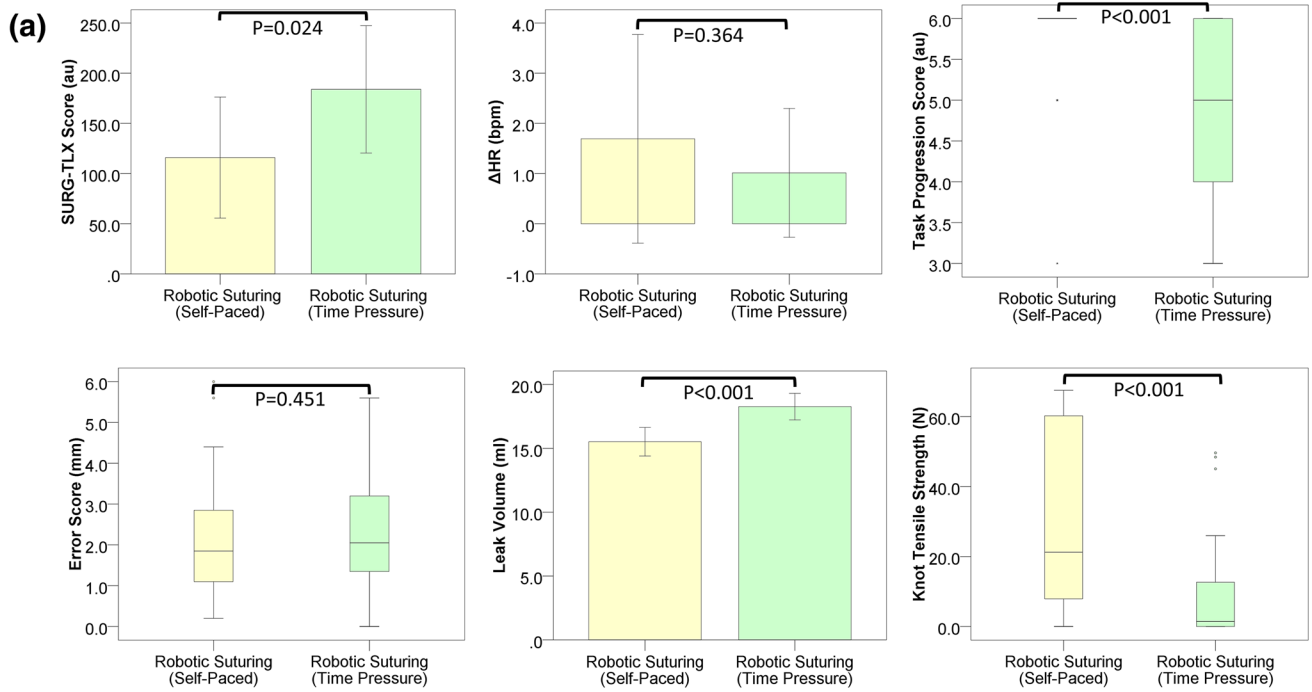 (a)
SURG-TLX Score (au)
250.0
200.0
150.0
100.0
50.0
.0
P=0.024
Robotic Suturing
(Self-Paced)
Robotic Suturing
(Time Pressure)
ΔHR (bpm)
4.0
3.0
2.0
1.0
.0
-1.0
P=0.364
Robotic Suturing
(Self-Paced)
Robotic Suturing
(Time Pressure)
Task Progression Score (au)
6.0
5.5
5.0
4.5
4.0
3.5
3.0
P<0.001
Robotic Suturing
(Self-Paced)
Robotic Suturing
(Time Pressure)
Error Score (mm)
6.0
5.0
4.0
3.0
2.0
1.0
0.0
P=0.451
Robotic Suturing
(Self-Paced)
Robotic Suturing
(Time Pressure)
Leak Volume (ml)
20.0
15.0
10.0
5.0
.0
P<0.001
Robotic Suturing
(Self-Paced)
Robotic Suturing
(Time Pressure)
Knot Tensile Strength (N)
60.0
40.0
20.0
0.0
P<0.001
Robotic Suturing
(Self-Paced)
Robotic Suturing
(Time Pressure)